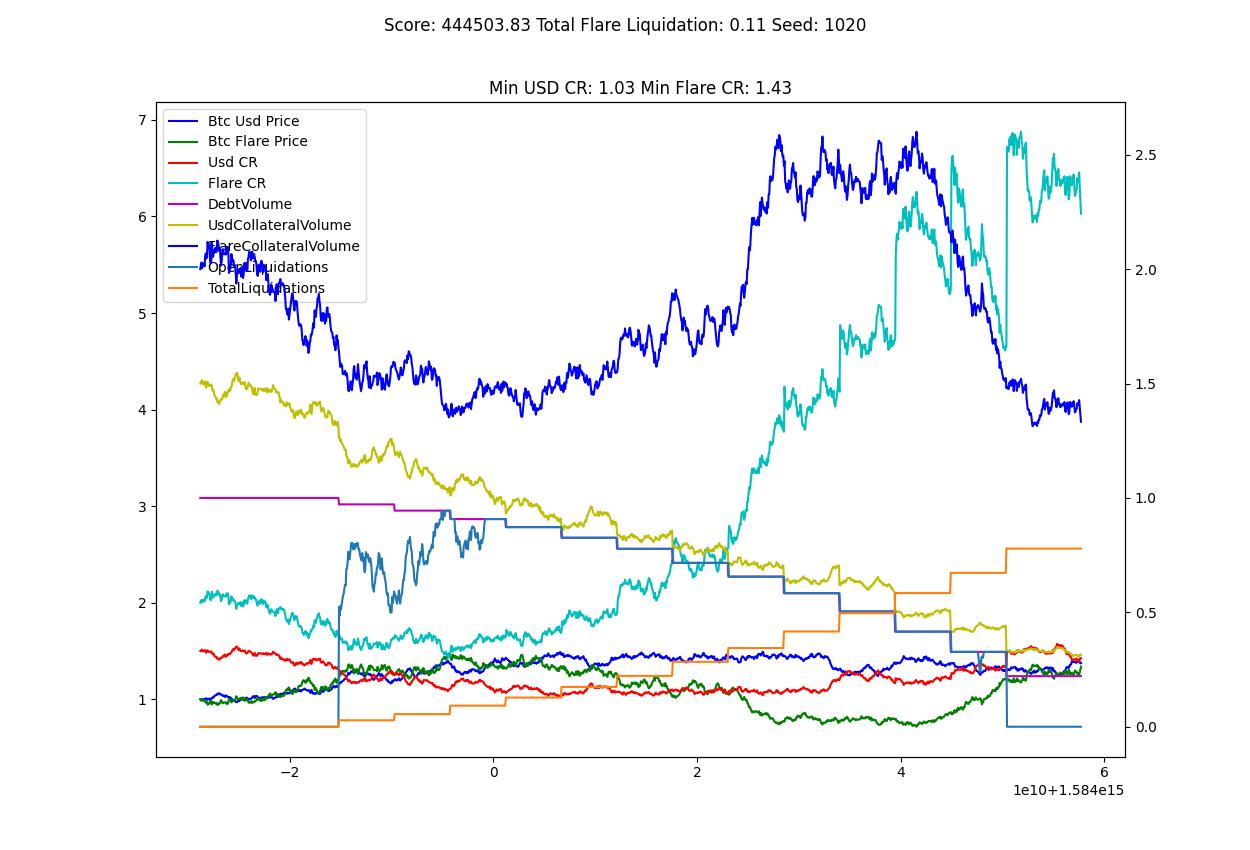 Score: 444503.83 Total Flare Liquidation: 0.11 Seed: 1020
Min USD CR: 1.03 Min Flare CR: 1.43
Btc Usd Price
Btc Flare Price
Usd CR
Flare CR
DebtVolume
UsdCollateralVolume
FlareCollateralVolume
OpenLiquidations
TotalLiquidations
7
6
5
4
3
2
1
2.5
2.0
1.5
1.0
0.5
0.0
−2 0 2 4 6
1e10+1.584e15